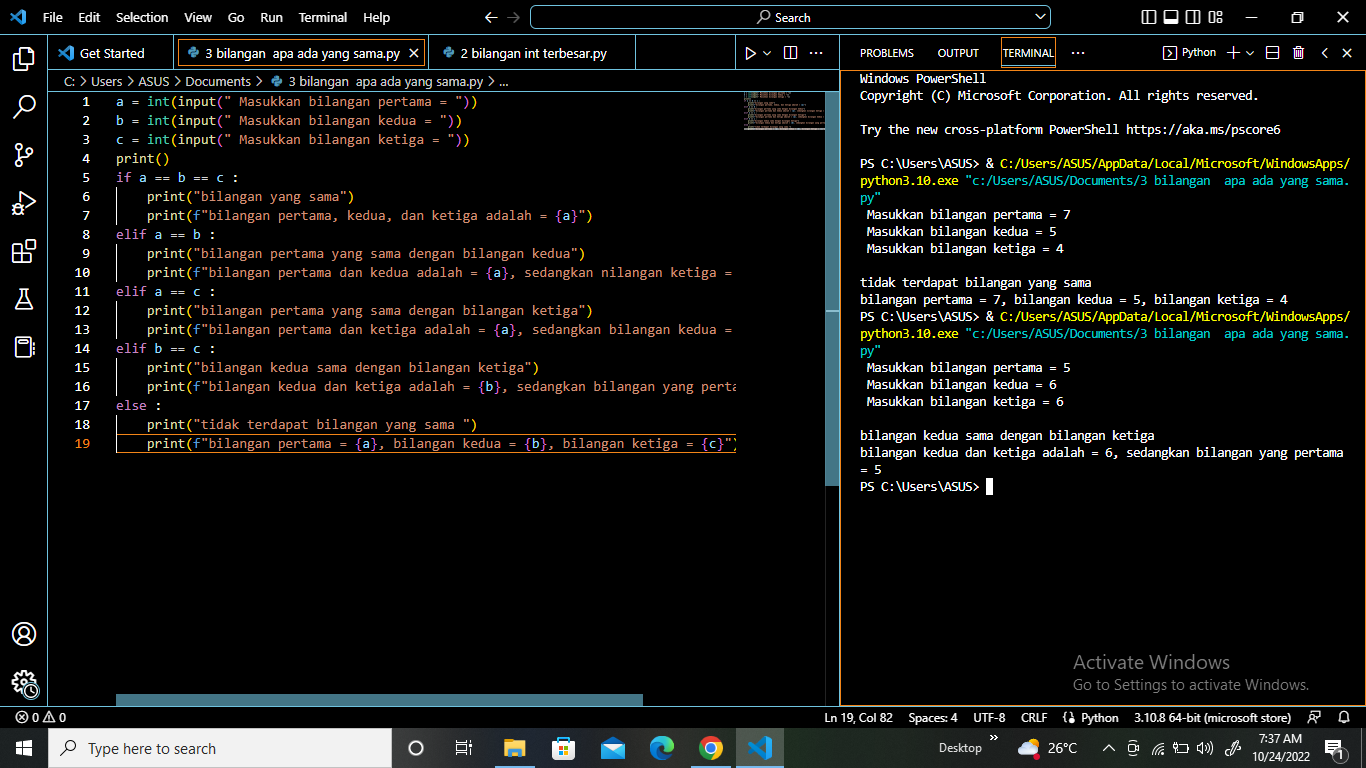 File Edit Selection View Go Run Terminal Help Search
Get Started 3 bilangan  apa ada yang sama.py 2 bilangan int terbesar.py
C: > Users > ASUS > Documents > 3 bilangan  apa ada yang sama.py > ...
1 a = int(input(" Masukkan bilangan pertama = "))
2 b = int(input(" Masukkan bilangan kedua = "))
3 c = int(input(" Masukkan bilangan ketiga = "))
4 print()
5 if a == b == c :
6     print("bilangan yang sama")
7     print(f"bilangan pertama, kedua, dan ketiga adalah = {a}")
8 elif a == b :
9     print("bilangan pertama yang sama dengan bilangan kedua")
10     print(f"bilangan pertama dan kedua adalah = {a}, sedangkan nilangan ketiga =
11 elif a == c :
12     print("bilangan pertama yang sama dengan bilangan ketiga")
13     print(f"bilangan pertama dan ketiga adalah = {a}, sedangkan bilangan kedua =
14 elif b == c :
15     print("bilangan kedua sama dengan bilangan ketiga")
16     print(f"bilangan kedua dan ketiga adalah = {b}, sedangkan bilangan yang perta
17 else :
18     print("tidak terdapat bilangan yang sama ")
19     print(f"bilangan pertama = {a}, bilangan kedua = {b}, bilangan ketiga = {c}")
PROBLEMS OUTPUT TERMINAL ... Python
Windows PowerShell
Copyright (C) Microsoft Corporation. All rights reserved.
Try the new cross-platform PowerShell https://aka.ms/pscore6
PS C:\Users\ASUS> & C:/Users/ASUS/AppData/Local/Microsoft/WindowsApps/
python3.10.exe "c:/Users/ASUS/Documents/3 bilangan  apa ada yang sama.
py"
Masukkan bilangan pertama = 7
Masukkan bilangan kedua = 5
Masukkan bilangan ketiga = 4
tidak terdapat bilangan yang sama
bilangan pertama = 7, bilangan kedua = 5, bilangan ketiga = 4
PS C:\Users\ASUS> & C:/Users/ASUS/AppData/Local/Microsoft/WindowsApps/
python3.10.exe "c:/Users/ASUS/Documents/3 bilangan  apa ada yang sama.
py"
Masukkan bilangan pertama = 5
Masukkan bilangan kedua = 6
Masukkan bilangan ketiga = 6
bilangan kedua sama dengan bilangan ketiga
bilangan kedua dan ketiga adalah = 6, sedangkan bilangan yang pertama
= 5
PS C:\Users\ASUS>
Activate Windows
Go to Settings to activate Windows.
0 0 Ln 19, Col 82 Spaces: 4 UTF-8 CRLF Python 3.10.8 64-bit (microsoft store)
Type here to search Desktop 26°C 7:37 AM
10/24/2022 1